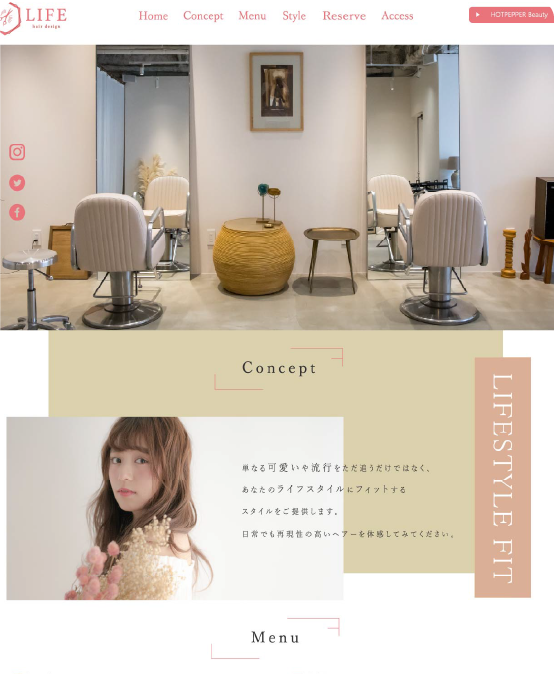 LIFE
hair design
Home Concept Menu Style Reserve Access
HOTPEPPER Beauty
Concept
単なる可愛いや流行をただ追うだけではなく、
あなたのライフスタイルにフィットする
スタイルをご提供します。
日常でも再現性の高いヘアーを体感してみてください。
LIFESTYLE FIT
Menu